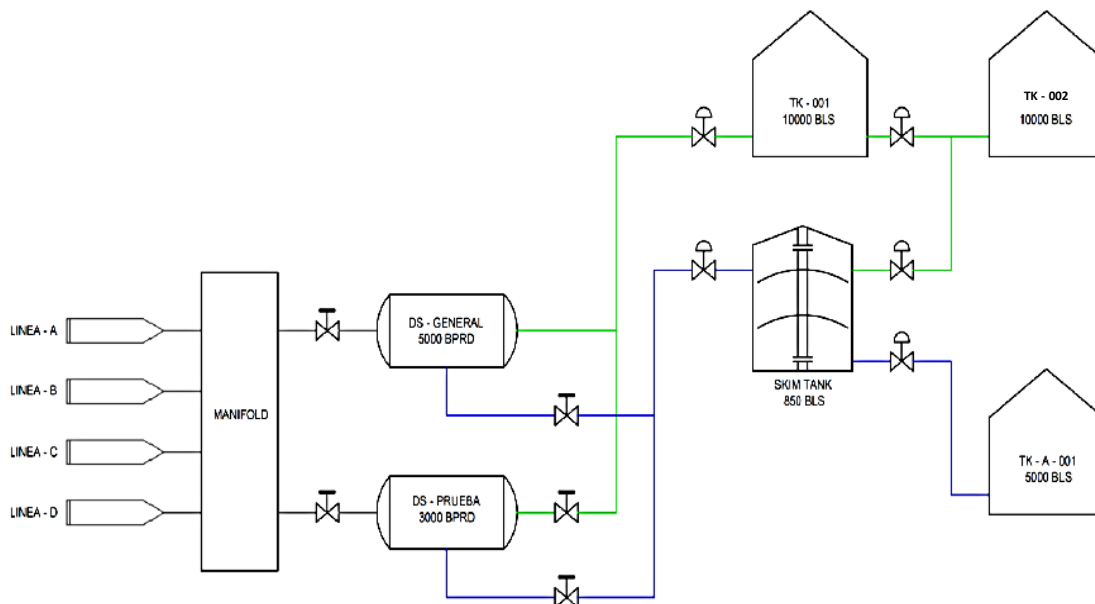 TK - 001
10000 BLS
TK - 002
10000 BLS
LINEA - A
LINEA - B
LINEA - C
LINEA - D
MANIFOLD
DS - GENERAL
5000 BPRD
DS - PRUEBA
3000 BPRD
SKIM TANK
850 BLS
TK - A - 001
5000 BLS